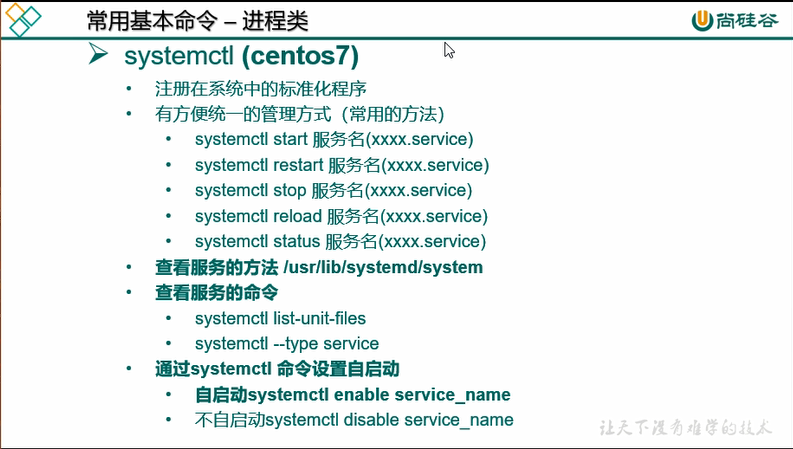 常用基本命令 – 进程类
尚硅谷
systemctl (centos7)
注册在系统中的标准化程序
有方便统一的管理方式（常用的方法）
systemctl start 服务名(xxxx.service)
systemctl restart 服务名(xxxx.service)
systemctl stop 服务名(xxxx.service)
systemctl reload 服务名(xxxx.service)
systemctl status 服务名(xxxx.service)
查看服务的方法 /usr/lib/systemd/system
查看服务的命令
systemctl list-unit-files
systemctl --type service
通过systemctl 命令设置自启动
自启动systemctl enable service_name
不自启动systemctl disable service_name
让天下没有难学的技术